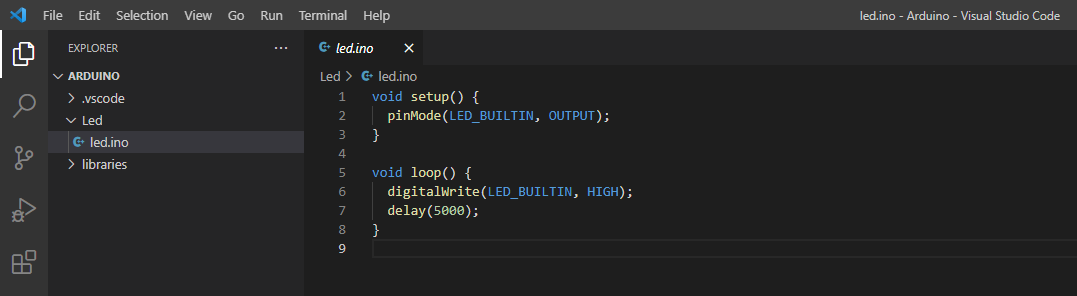 File Edit Selection View Go Run Terminal Help led.ino - Arduino - Visual Studio Code
EXPLORER
ARDUINO
.vscode
Led
led.ino
libraries
led.ino
Led > led.ino
1 void setup() {
2   pinMode(LED_BUILTIN, OUTPUT);
3 }
4
5 void loop() {
6   digitalWrite(LED_BUILTIN, HIGH);
7   delay(5000);
8 }
9